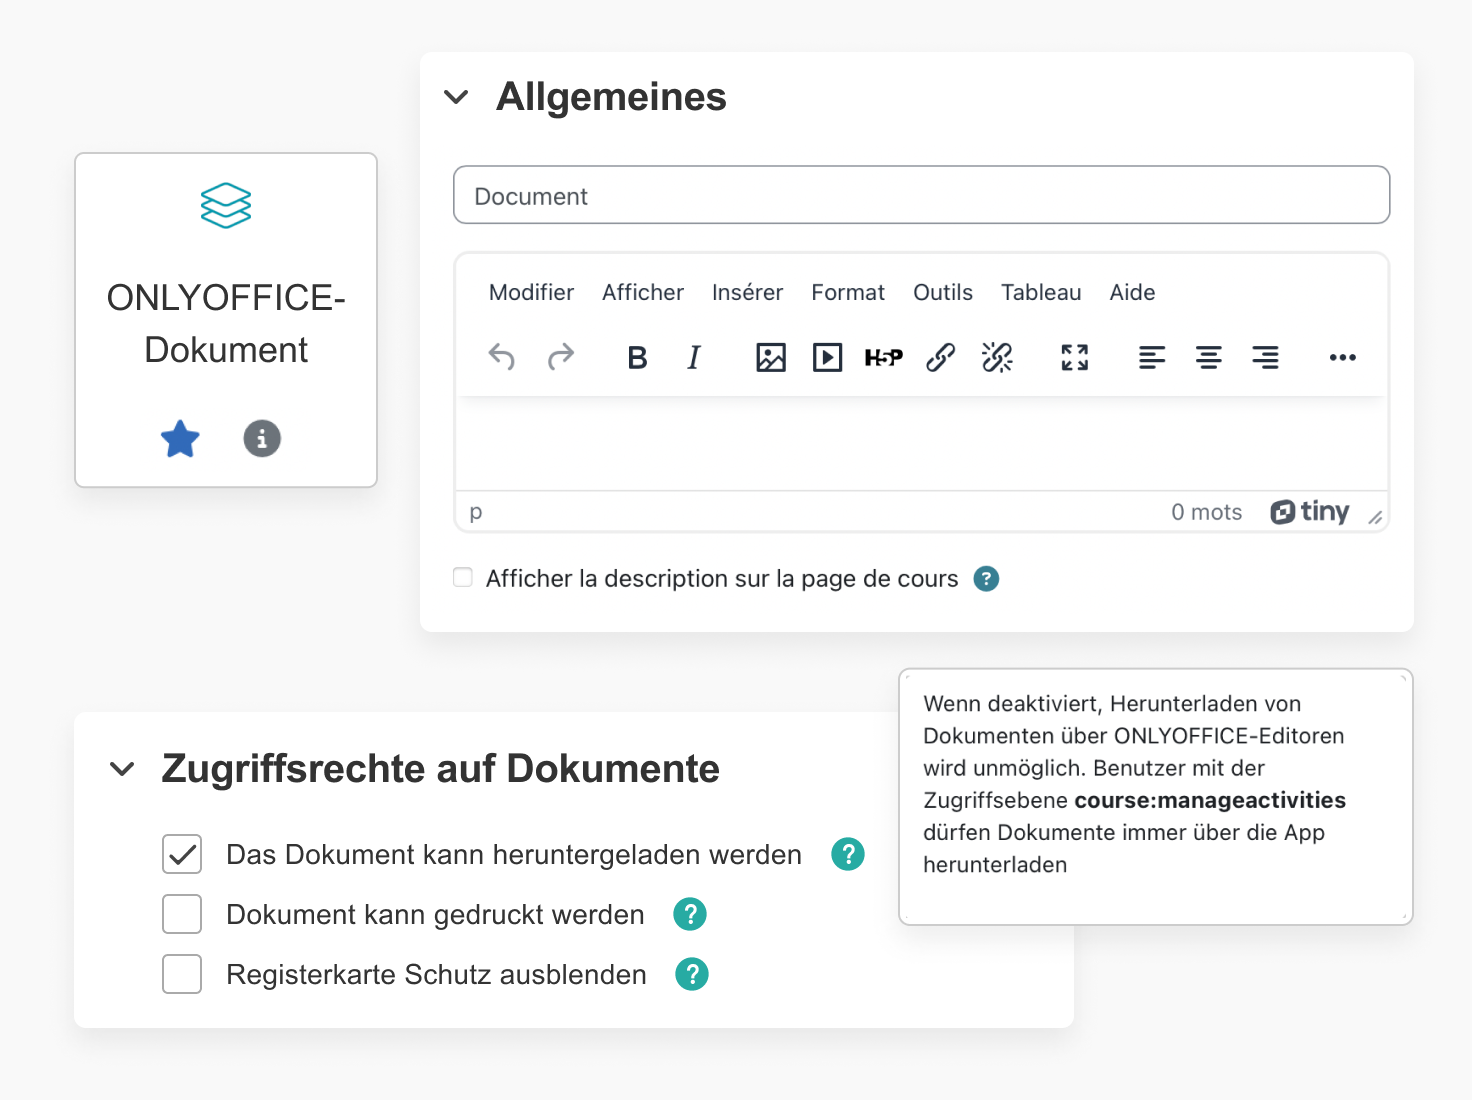 Allgemeines
ONLYOFFICE-
Dokument
Document
Modifier Afficher Insérer Format Outils Tableau Aide
B I H5P
p 0 mots tiny
Afficher la description sur la page de cours ?
Wenn deaktiviert, Herunterladen von
Dokumenten über ONLYOFFICE-Editoren
wird unmöglich. Benutzer mit der
Zugriffsebene course:manageactivities
dürfen Dokumente immer über die App
herunterladen
Zugriffsrechte auf Dokumente
Das Dokument kann heruntergeladen werden ?
Dokument kann gedruckt werden ?
Registerkarte Schutz ausblenden ?